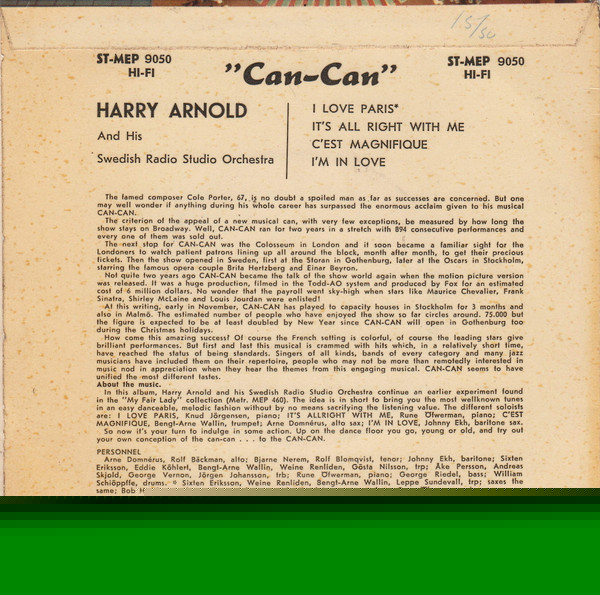 15/54
ST-MEP 9050
HI-FI
"Can-Can"
ST-MEP 9050
HI-FI
HARRY ARNOLD
And His
Swedish Radio Studio Orchestra
I LOVE PARIS*
IT'S ALL RIGHT WITH ME
C'EST MAGNIFIQUE
I'M IN LOVE
The famed composer Cole Porter, 67, is no doubt a spoiled man as far as successes are concerned. But one
may well wonder if anything during his whole career has surpassed the enormous acclaim given to his musical
CAN-CAN.
The criterion of the appeal of a new musical can, with very few exceptions, be measured by how long the
show stays on Broadway. Well, CAN-CAN ran for two years in a stretch with 894 consecutive performances and
every one of them was sold out.
The next stop for CAN-CAN was the Colosseum in London and it soon became a familiar sight for the
Londoners to watch patient patrons lining up all around the block, month after month, to get their precious
tickets. Then the show opened in Sweden, first at the Storan in Gothenburg, later at the Oscars in Stockholm,
starring the famous opera couple Brita Hertzberg and Einar Beyron.
Not quite two years ago CAN-CAN became the talk of the show world again when the motion picture version
was released. It was a huge production, filmed in the Todd-AO system and produced by Fox for an estimated
cost of 6 million dollars. No wonder that the payroll went sky-high when stars like Maurice Chevalier, Frank
Sinatra, Shirley McLaine and Louis Jourdan were enlisted!
At this writing, early in November, CAN-CAN has played to capacity houses in Stockholm for 3 months and
also in Malmö. The estimated number of people who have enjoyed the show so far circles around. 75.000 but
the figure is expected to be at least doubled by New Year since CAN-CAN will open in Gothenburg too
during the Christmas holidays.
How come this amazing success? Of course the French setting is colorful, of course the leading stars give
brilliant performances. But first and last this musical is crammed with hits which, in a relatively short time,
have reached the status of being standards. Singers of all kinds, bands of every category and many jazz
musicians have included them on their repertoire, people who may not be more than remotedly interested in
music nod in appreciation when they hear the themes from this engaging musical. CAN-CAN seems to have
unified the most different tastes.
About the music.
In this album, Harry Arnold and his Swedish Radio Studio Orchestra continue an earlier experiment found
in the "My Fair Lady" collection (Metr. MEP 460). The idea is in short to bring you the most wellknown tunes
in an easy danceable, melodic fashion without by no means sacrifying the listening value. The different soloists
are: I LOVE PARIS, Knud Jörgensen, piano; IT'S ALLRIGHT WITH ME, Rune Öfwerman, piano; C'EST
MAGNIFIQUE, Bengt-Arne Wallin, trumpet; Arne Domnérus, alto sax; I'M IN LOVE, Johnny Ekh, baritone sax.
So now it's your turn to indulge in some action. Up on the dance floor you go, young or old, and try out
your own conception of the can-can . . . to the CAN-CAN.
PERSONNEL
Arne Domnérus, Rolf Bäckman, alto; Bjarne Nerem, Rolf Blomqvist, tenor; Johnny Ekh, baritone; Sixten
Eriksson, Eddie Köhlert, Bengt-Arne Wallin, Weine Renliden, Gösta Nilsson, trp; Åke Persson, Andreas
Skjold, George Vernon, Jörgen Johansson, trb; Rune Öfwerman, piano; George Riedel, bass; William
Schiöppffe, drums. * Sixten Eriksson, Weine Renliden, Bengt-Arne Wallin, Leppe Sundevall, trp; saxes the
same; Bob H